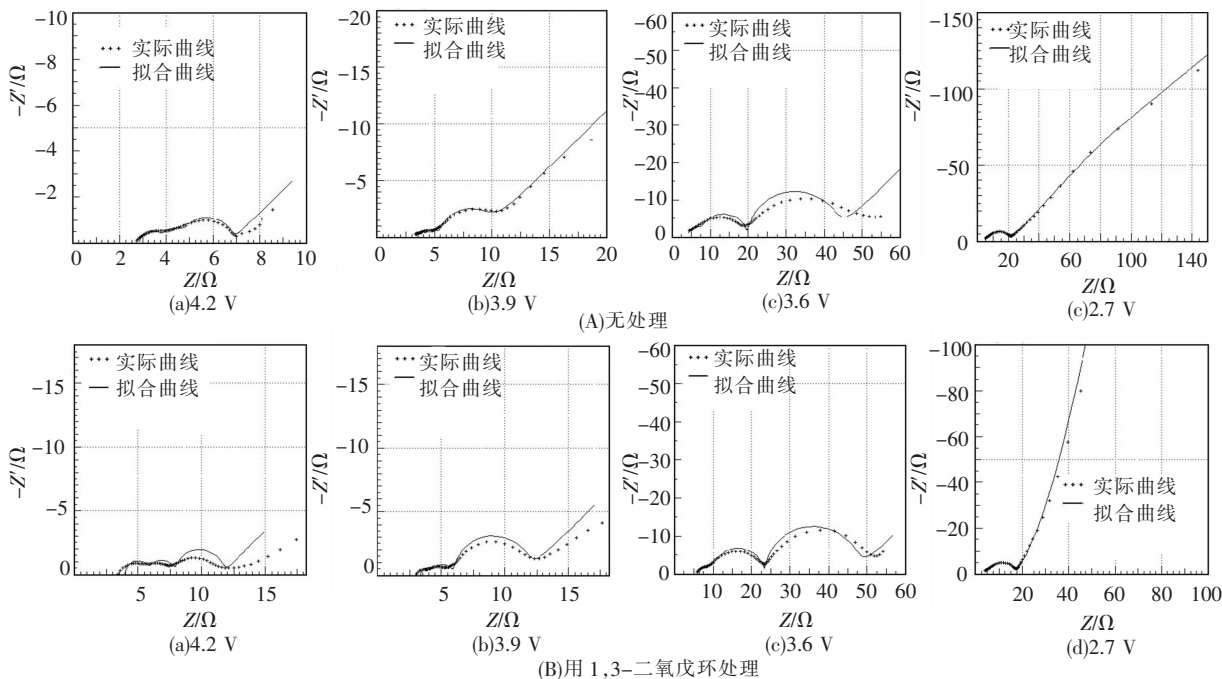 -10
-8
-6
-4
-2
0
2
4
6
8
10
-Z'/Ω
Z/Ω
实际曲线
拟合曲线
(a)4.2 V
-20
-15
-10
-5
0
5
10
15
20
-Z'/Ω
Z/Ω
实际曲线
拟合曲线
(b)3.9 V
-60
-50
-40
-30
-20
-10
0
0
10
20
30
40
50
60
-Z'/Ω
Z/Ω
实际曲线
拟合曲线
(c)3.6 V
-150
-100
-50
0
20
60
100
140
-Z'/Ω
Z/Ω
实际曲线
拟合曲线
(c)2.7 V
(A)无处理
-15
-10
-5
0
5
10
15
-Z'/Ω
Z/Ω
实际曲线
拟合曲线
(a)4.2 V
-15
-10
-5
0
5
10
15
-Z'/Ω
Z/Ω
实际曲线
拟合曲线
(b)3.9 V
-60
-50
-40
-30
-20
-10
0
10
20
30
40
50
60
-Z'/Ω
Z/Ω
实际曲线
拟合曲线
(c)3.6 V
-100
-80
-60
-40
-20
0
20
40
60
80
100
-Z'/Ω
Z/Ω
实际曲线
拟合曲线
(d)2.7 V
(B)用 1,3-二氧戊环处理